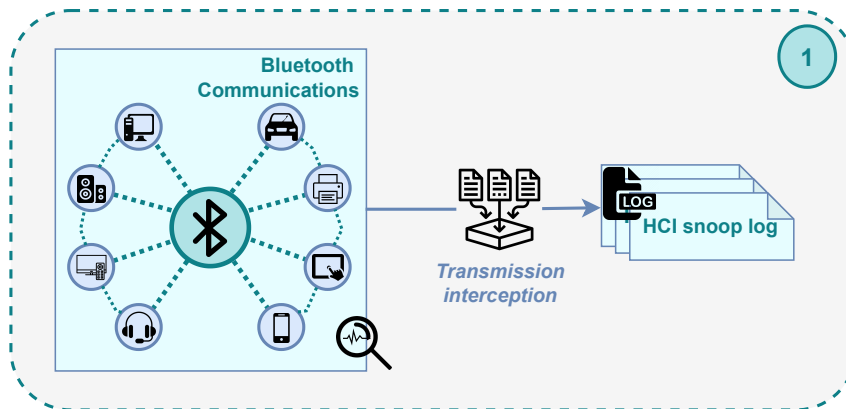 1
Bluetooth
Communications
LOG
HCI snoop log
Transmission
interception